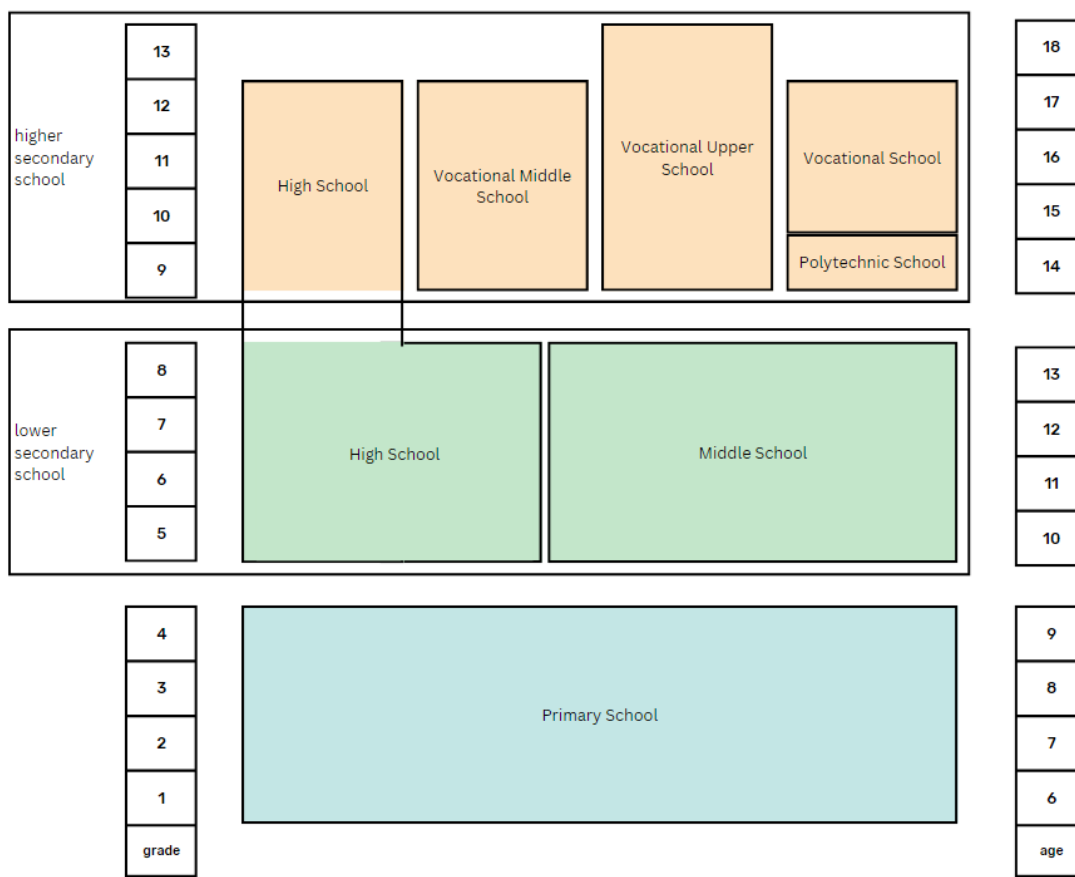 13
18
12
17
higher
secondary
school
11
16
High School
Vocational Middle
School
Vocational Upper
School
Vocational School
10
15
9
Polytechnic School
14
8
13
7
12
lower
secondary
school
High School
Middle School
6
11
5
10
4
9
3
8
Primary School
2
7
1
6
grade
age